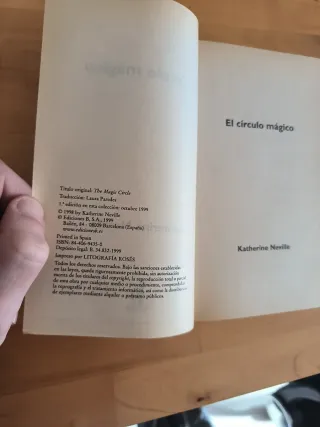 Título original: The Magic Circle
Traducción: Laura Paredes
1.ª edición en esta colección: octubre 1999
© 1998 by Katherine Neville
© Ediciones B, S.A., 1999
Bailén, 84 - 08009 Barcelona (España)
www.edicionesb.es
Printed in Spain
ISBN: 84-406-9435-2
Depósito legal: B. 34.432-1999
Impreso por LITOGRAFÍA ROSÉS
Todos los derechos reservados. Bajo las sanciones establecidas
en las leyes, queda rigurosamente prohibida, sin autorización
escrita de los titulares del copyright, la reproducción total o parcial
de esta obra por cualquier medio o procedimiento, comprendidos
la reprografía y el tratamiento informático, así como la distribución
de ejemplares mediante alquiler o préstamo públicos.
El círculo mágico
Katherine Neville